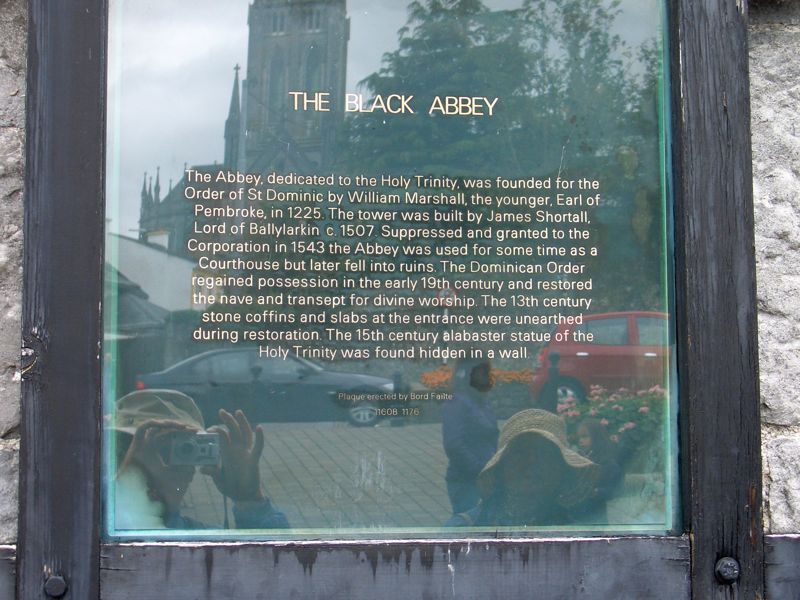 THE BLACK ABBEY
The Abbey, dedicated to the Holy Trinity, was founded for the
Order of St Dominic by William Marshall, the younger, Earl of
Pembroke, in 1225. The tower was built by James Shortall,
Lord of Ballylarkin c. 1507. Suppressed and granted to the
Corporation in 1543 the Abbey was used for some time as a
Courthouse but later fell into ruins. The Dominican Order
regained possession in the early 19th century and restored
the nave and transept for divine worship. The 13th century
stone coffins and slabs at the entrance were unearthed
during restoration. The 15th century alabaster statue of the
Holy Trinity was found hidden in a wall.
Plaque erected by Bord Failte
11608 1176